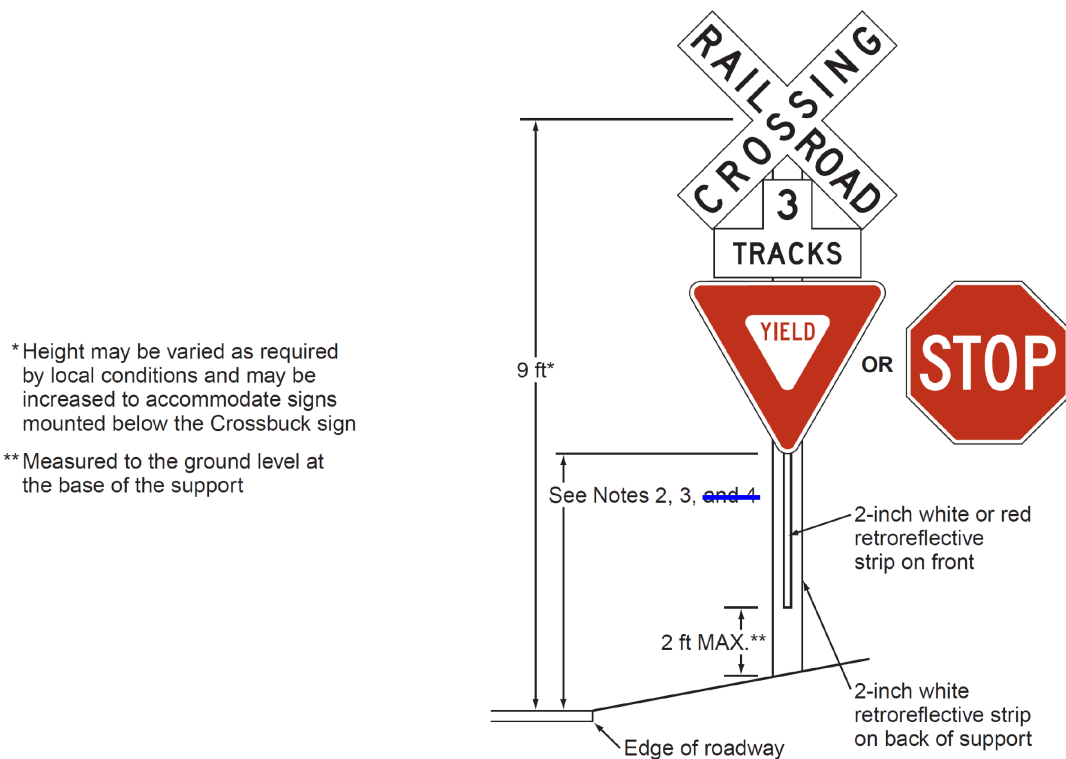 RAILROAD
CROSSING
3
TRACKS
YIELD
OR
STOP
9 ft*
* Height may be varied as required
by local conditions and may be
increased to accommodate signs
mounted below the Crossbuck sign
** Measured to the ground level at
the base of the support
See Notes 2, 3, and 4
2-inch white or red
retroreflective
strip on front
2 ft MAX.**
2-inch white
retroreflective strip
on back of support
Edge of roadway